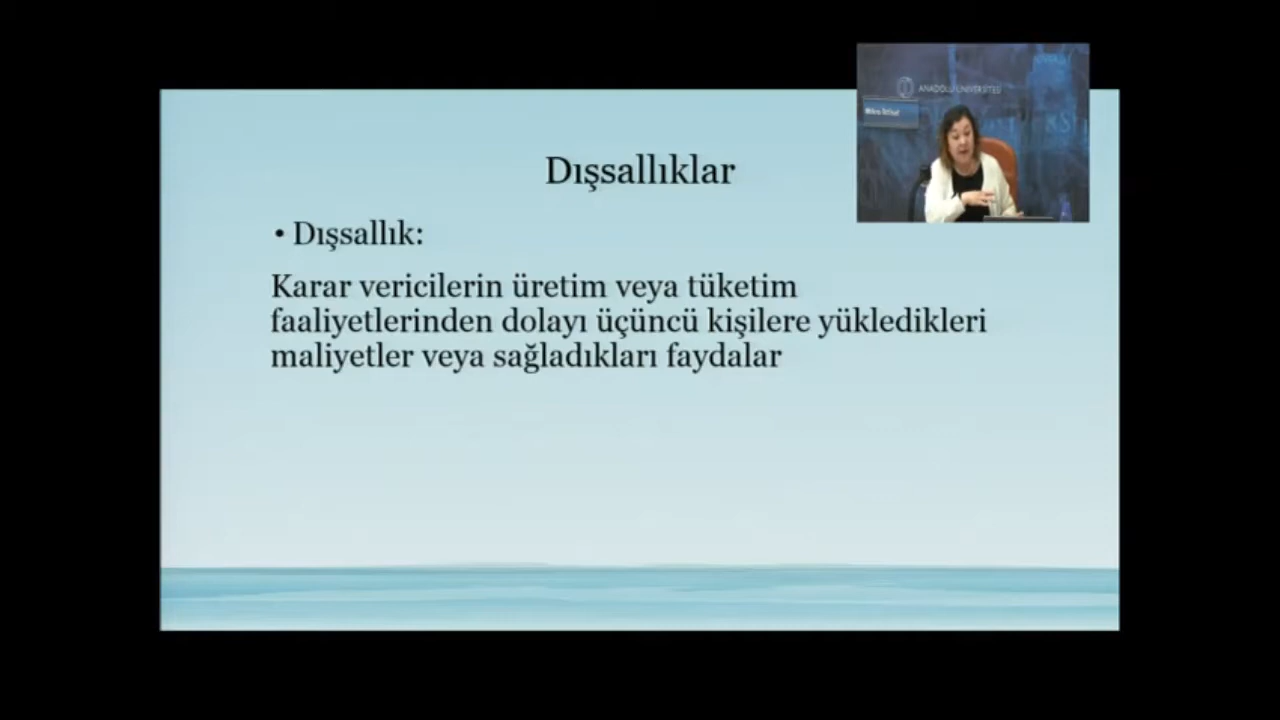 ANADOLU ÜNİVERSİTESİ
Dışsallıklar
• Dışsallık:
Karar vericilerin üretim veya tüketim
faaliyetlerinden dolayı üçüncü kişilere yükledikleri
maliyetler veya sağladıkları faydalar